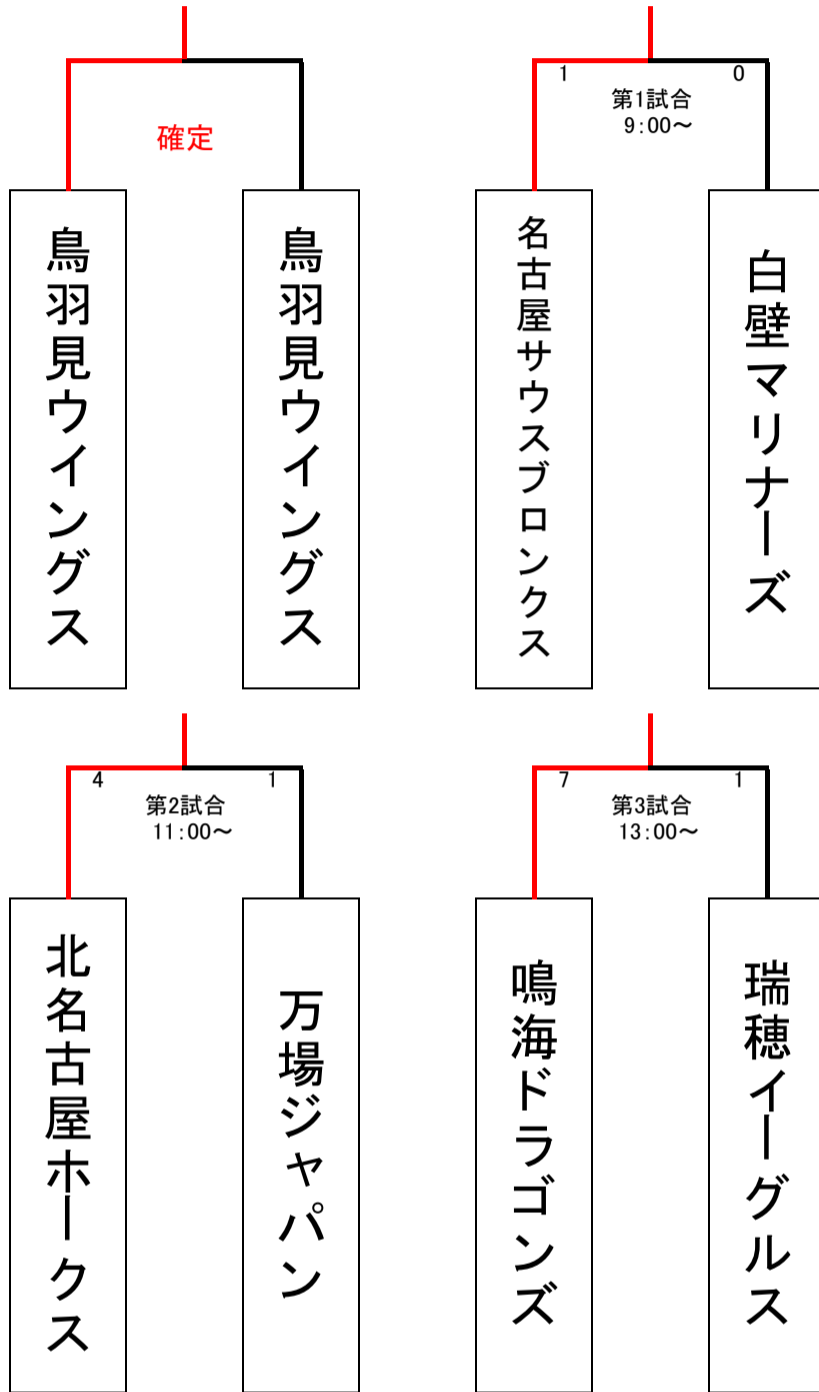 確定
鳥羽見ウイングス
鳥羽見ウイングス
1
0
第1試合
9:00～
名古屋サウスブロンクス
白壁マリナーズ
4
1
第2試合
11:00～
北名古屋ホークス
万場ジャパン
7
1
第3試合
13:00～
鳴海ドラゴンズ
瑞穂イーグルス